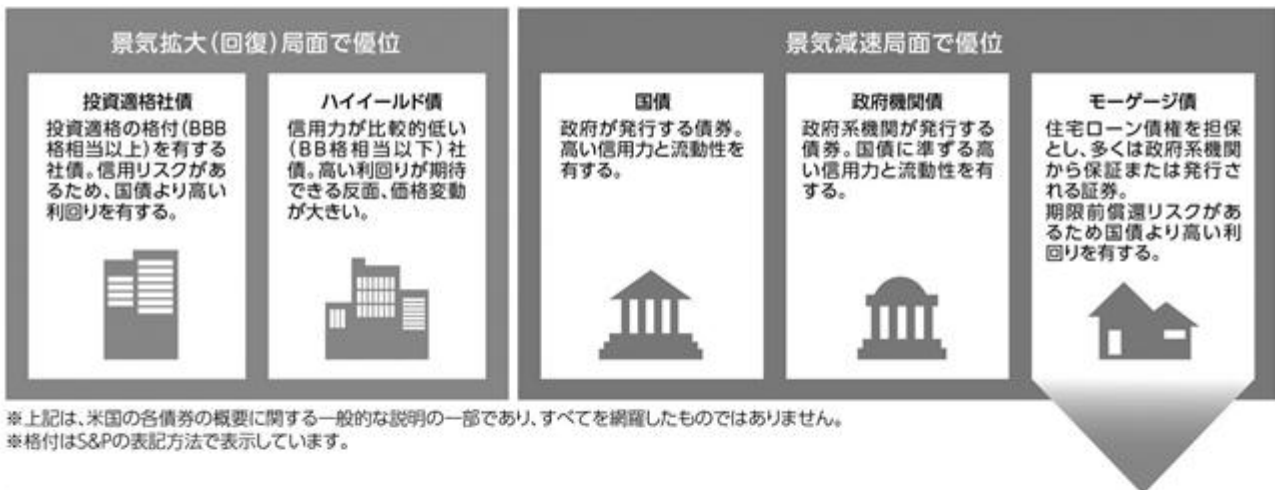 景気拡大（回復）局面で優位
投資適格社債
投資適格の格付（BBB
格相当以上）を有する
社債。信用リスクがあ
るため、国債より高い
利回りを有する。
ハイイールド債
信用力が比較的低い
（BB格相当以下）社
債。高い利回りが期待
できる反面、価格変動
が大きい。
景気減速局面で優位
国債
政府が発行する債券。
高い信用力と流動性を
有する。
政府機関債
政府系機関が発行する
債券。国債に準ずる高
い信用力と流動性を有
する。
モーゲージ債
住宅ローン債権を担保
とし、多くは政府系機関
から保証または発行さ
れる証券。
期限前償還リスクがあ
るため国債より高い利
回りを有する。
※上記は、米国の各債券の概要に関する一般的な説明の一部であり、すべてを網羅したものではありません。
※格付はS&Pの表記方法で表示しています。